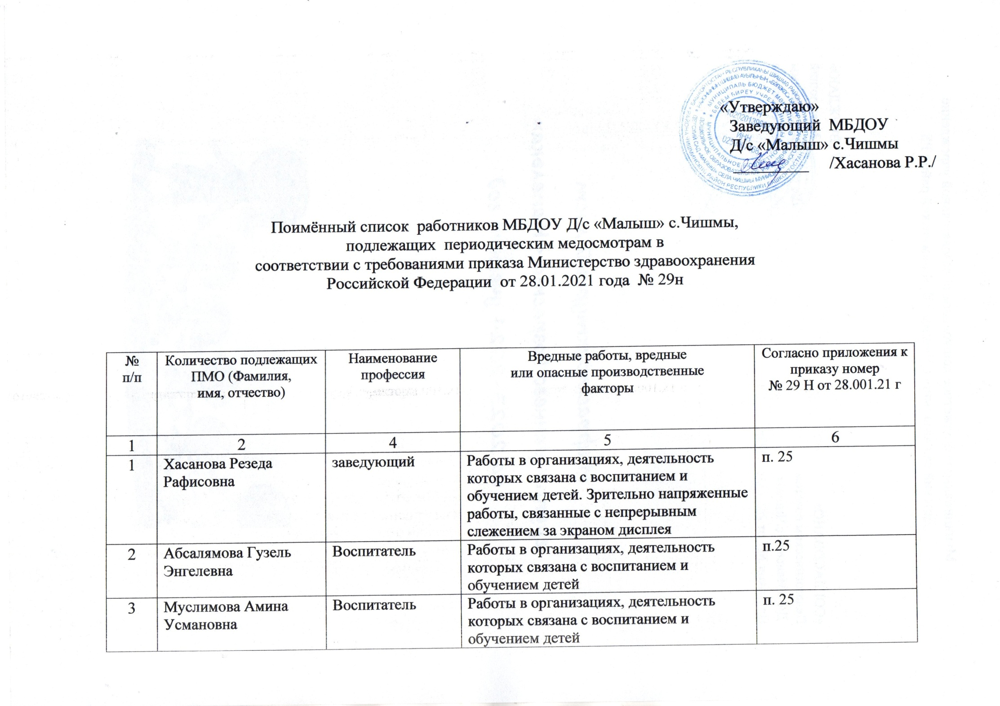 «Утверждаю»
Заведующий МБДОУ
Д/с «Малыш» с.Чишмы
/Хасанова Р.Р./
Поимённый список работников МБДОУ Д/с «Малыш» с.Чишмы,
подлежащих периодическим медосмотрам в
соответствии с требованиями приказа Министерство здравоохранения
Российской Федерации от 28.01.2021 года № 29н
№
п/п
Количество подлежащих
ПМО (Фамилия,
имя, отчество)
Наименование
профессия
Вредные работы, вредные
или опасные производственные
факторы
Согласно приложения к
приказу номер
№ 29 Н от 28.001.21 г
1
2
4
5
6
1
Хасанова Резеда
Рафисовна
заведующий
Работы в организациях, деятельность
которых связана с воспитанием и
обучением детей. Зрительно напряженные
работы, связанные с непрерывным
слежением за экраном дисплея
п. 25
2
Абсалямова Гузель
Энгелевна
Воспитатель
Работы в организациях, деятельность
которых связана с воспитанием и
обучением детей
п.25
3
Муслимова Амина
Усмановна
Воспитатель
Работы в организациях, деятельность
которых связана с воспитанием и
обучением детей
п. 25